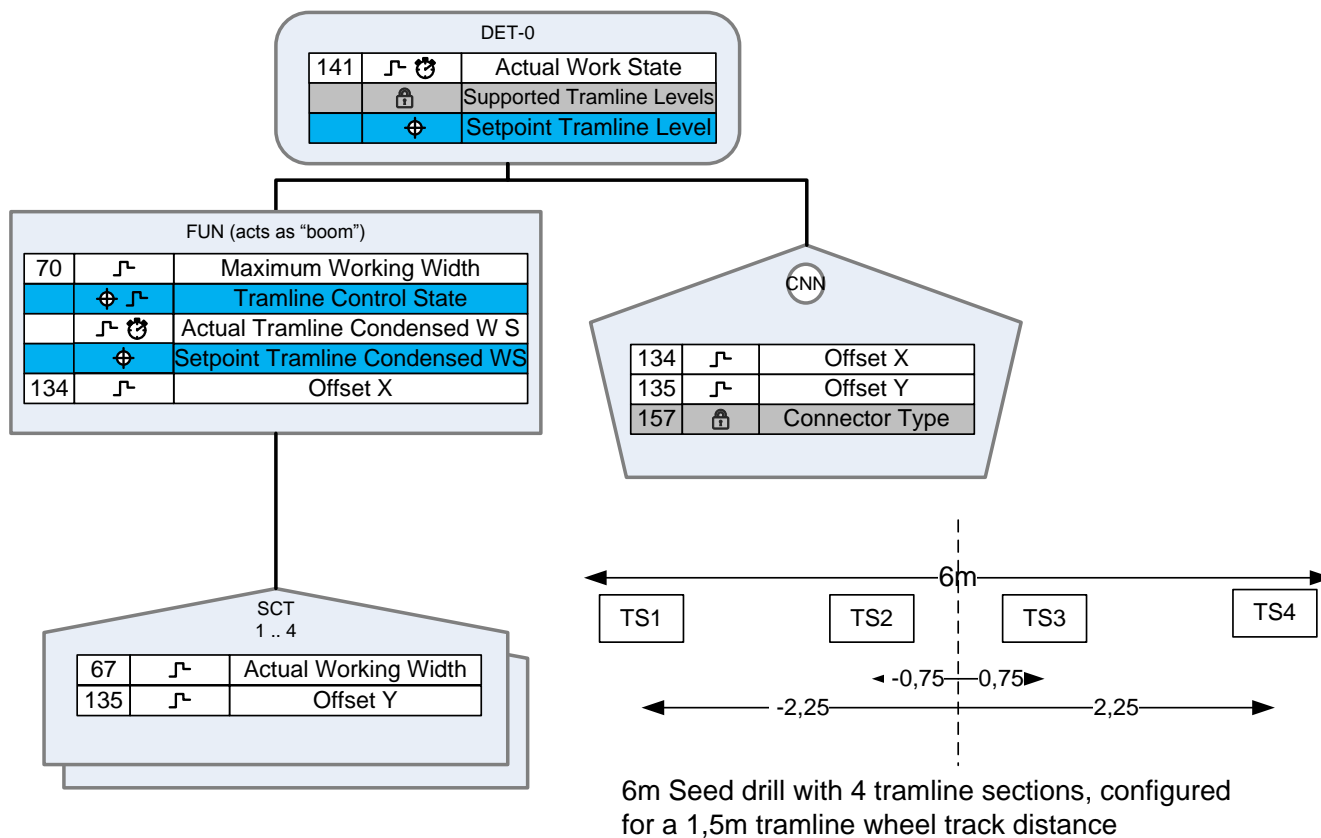 DET-0
141 Actual Work State
Supported Tramline Levels
Setpoint Tramline Level
FUN (acts as “boom”)
70 Maximum Working Width
Tramline Control State
Actual Tramline Condensed W S
Setpoint Tramline Condensed WS
134 Offset X
CNN
134 Offset X
135 Offset Y
157 Connector Type
SCT
1 .. 4
67 Actual Working Width
135 Offset Y
6m
TS1 TS2 TS3 TS4
-0,75 0,75
-2,25 2,25
6m Seed drill with 4 tramline sections, configured
for a 1,5m tramline wheel track distance